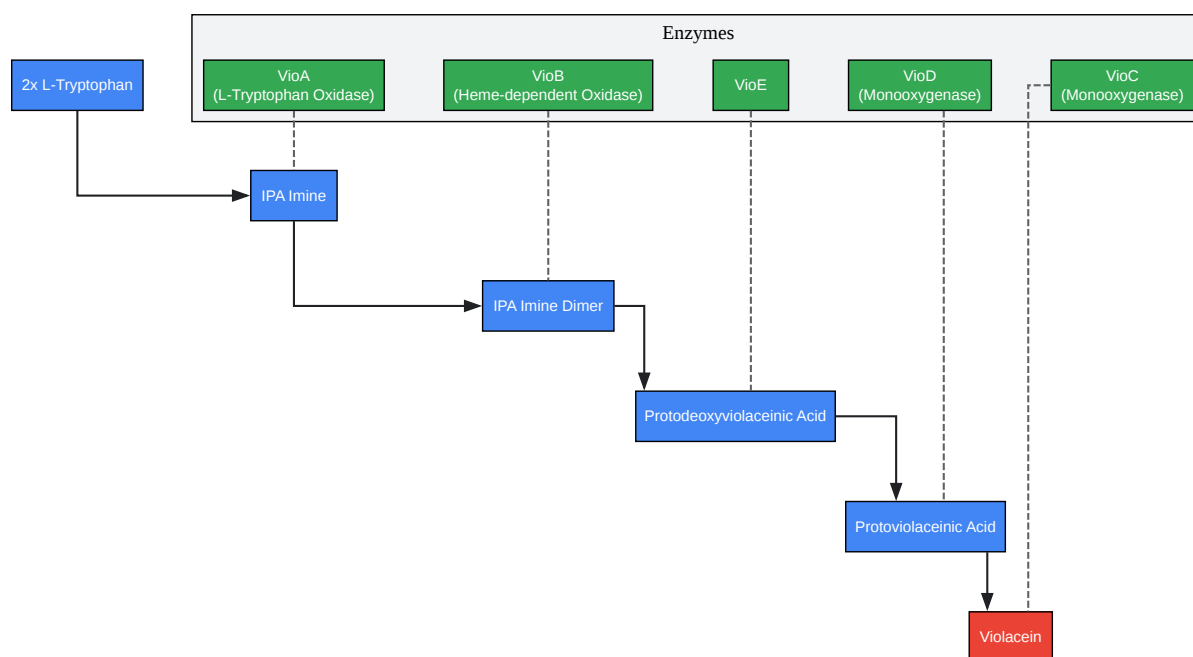 Enzymes
2x L-Tryptophan
VioA
(L-Tryptophan Oxidase)
VioB
(Heme-dependent Oxidase)
VioE
VioD
(Monooxygenase)
VioC
(Monooxygenase)
IPA Imine
IPA Imine Dimer
Protodeoxyviolaceinic Acid
Protoviolaceinic Acid
Violacein